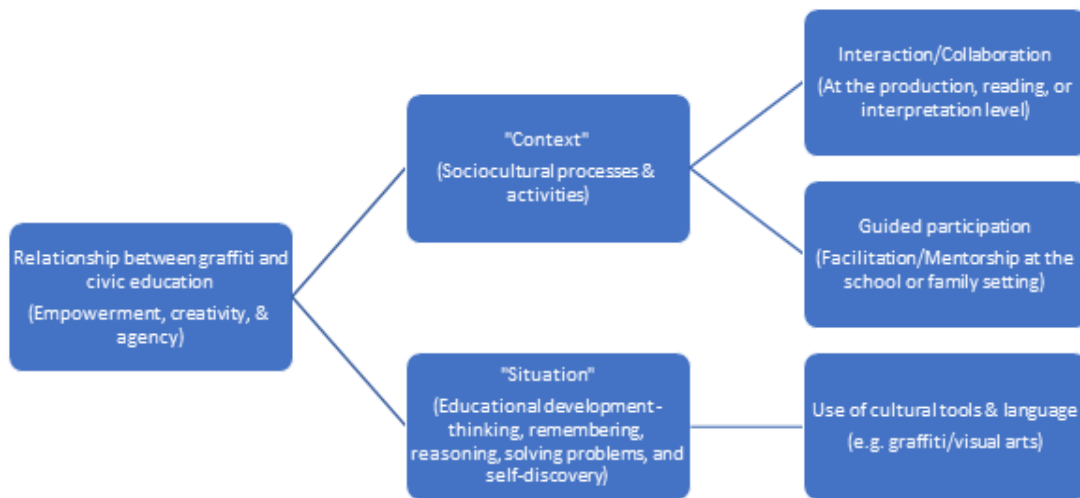 Relationship between graffiti and
civic education
(Empowerment, creativity, &
agency)
"Context"
(Sociocultural processes &
activities)
"Situation"
(Educational development-
thinking, remembering,
reasoning, solving problems, and
self-discovery)
Interaction/Collaboration
(At the production, reading, or
interpretation level)
Guided participation
(Facilitation/Mentorship at the
school or family setting)
Use of cultural tools & language
(e.g. graffiti/visual arts)